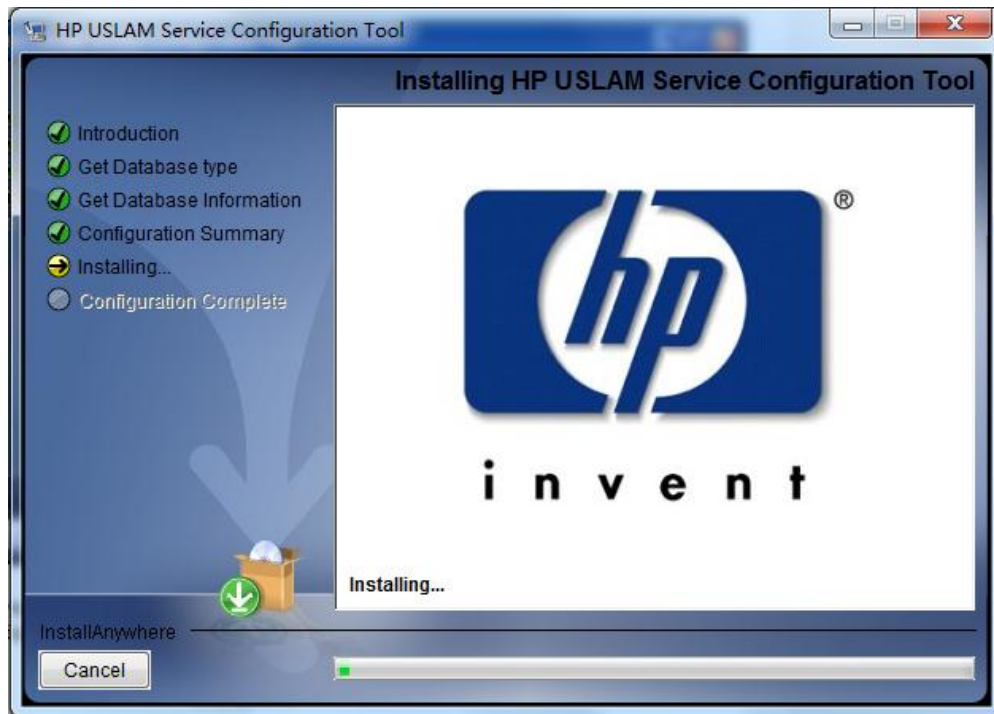 HP USLAM Service Configuration Tool
Installing HP USLAM Service Configuration Tool
Introduction
Get Database type
Get Database Information
Configuration Summary
Installing...
Configuration Complete
hp
®
invent
Installing...
InstallAnywhere
Cancel